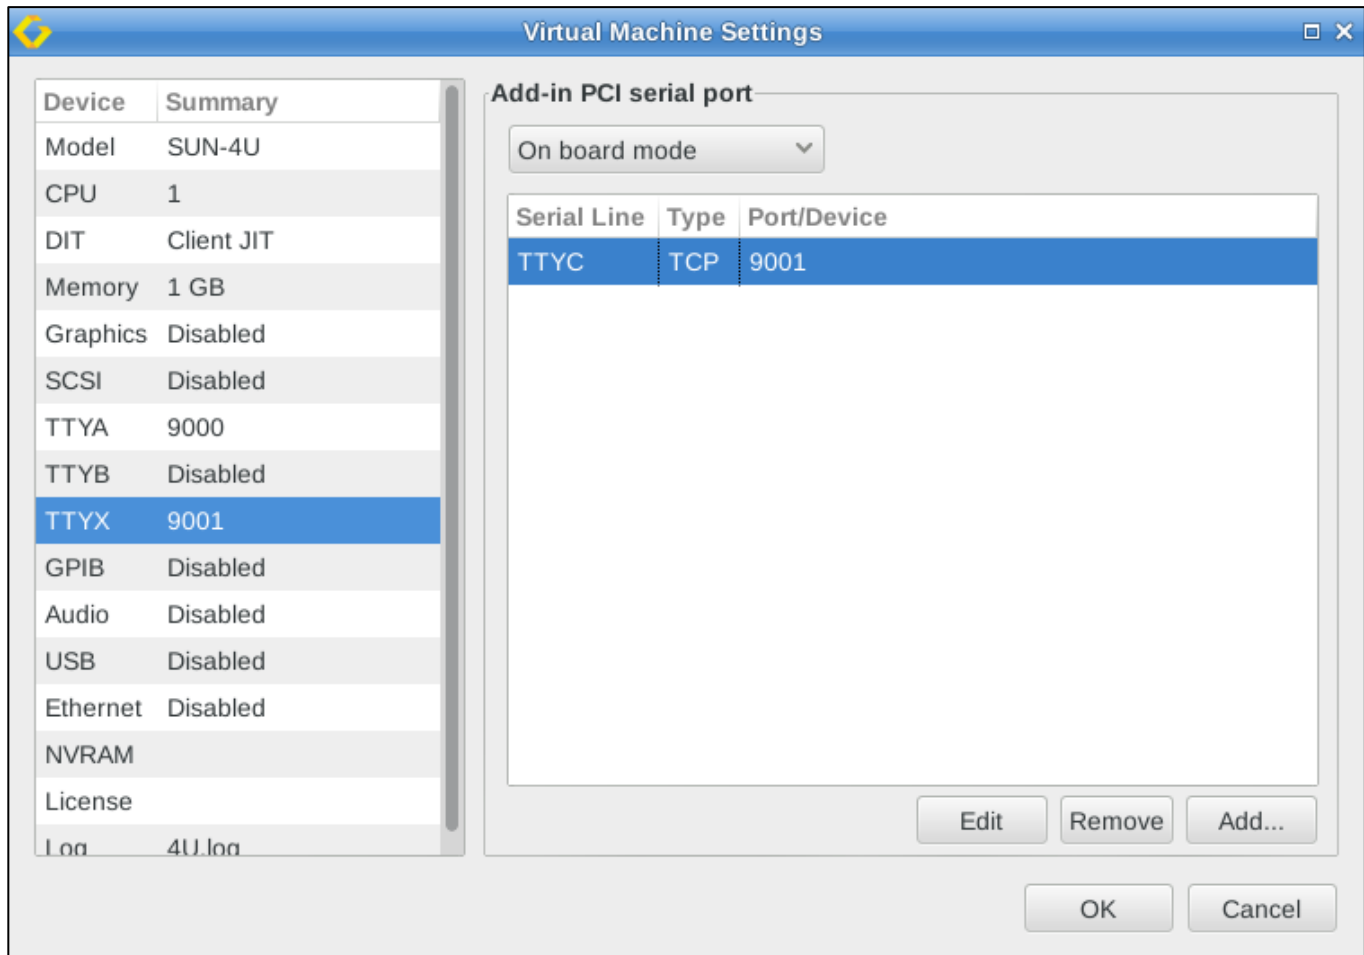 Virtual Machine Settings
Device Summary
Model SUN-4U
CPU 1
DIT Client JIT
Memory 1 GB
Graphics Disabled
SCSI Disabled
TTYA 9000
TTYB Disabled
TTYX 9001
GPIB Disabled
Audio Disabled
USB Disabled
Ethernet Disabled
NVRAM
License
Log 4U.log
Add-in PCI serial port
On board mode
Serial Line Type Port/Device
TTYC TCP 9001
Edit Remove Add...
OK Cancel